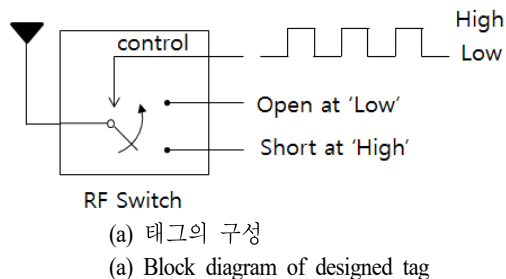 High
control
Low
Open at ‘Low’
Short at ‘High’
RF Switch
(a) 태그의 구성
(a) Block diagram of designed tag